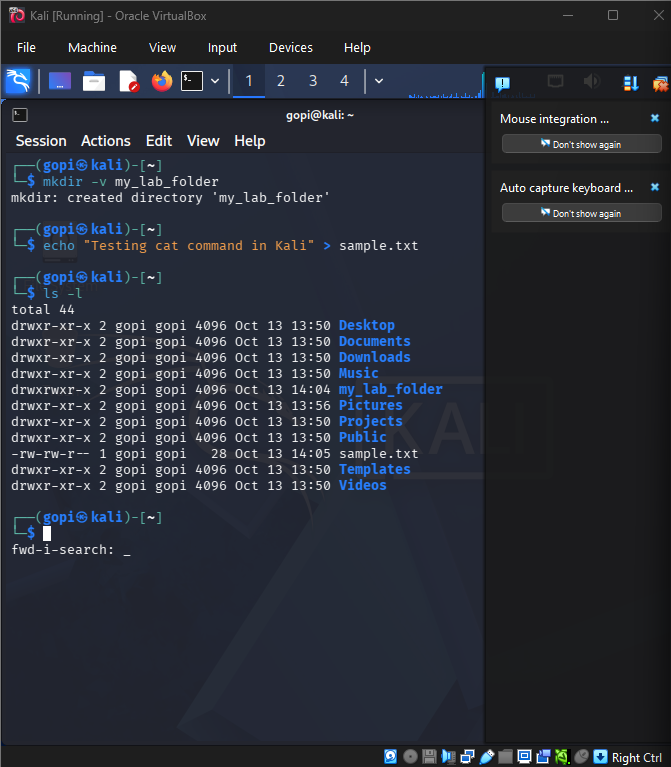 Kali [Running] - Oracle VirtualBox
File Machine View Input Devices Help
1 2 3 4
gopi@kali: ~
Session Actions Edit View Help
┌──(gopi㉿kali)-[~]
└─$ mkdir -v my_lab_folder
mkdir: created directory 'my_lab_folder'
┌──(gopi㉿kali)-[~]
└─$ echo "Testing cat command in Kali" > sample.txt
┌──(gopi㉿kali)-[~]
└─$ ls -l
total 44
drwxr-xr-x 2 gopi gopi 4096 Oct 13 13:50 Desktop
drwxr-xr-x 2 gopi gopi 4096 Oct 13 13:50 Documents
drwxr-xr-x 2 gopi gopi 4096 Oct 13 13:50 Downloads
drwxr-xr-x 2 gopi gopi 4096 Oct 13 13:50 Music
drwxrwxr-x 2 gopi gopi 4096 Oct 13 14:04 my_lab_folder
drwxr-xr-x 2 gopi gopi 4096 Oct 13 13:56 Pictures
drwxr-xr-x 2 gopi gopi 4096 Oct 13 13:50 Projects
drwxr-xr-x 2 gopi gopi 4096 Oct 13 13:50 Public
-rw-rw-r-- 1 gopi gopi   28 Oct 13 14:05 sample.txt
drwxr-xr-x 2 gopi gopi 4096 Oct 13 13:50 Templates
drwxr-xr-x 2 gopi gopi 4096 Oct 13 13:50 Videos
┌──(gopi㉿kali)-[~]
└─$
fwd-i-search: _
KALI
Mouse integration ...
Don't show again
Auto capture keyboard ...
Don't show again
Right Ctrl